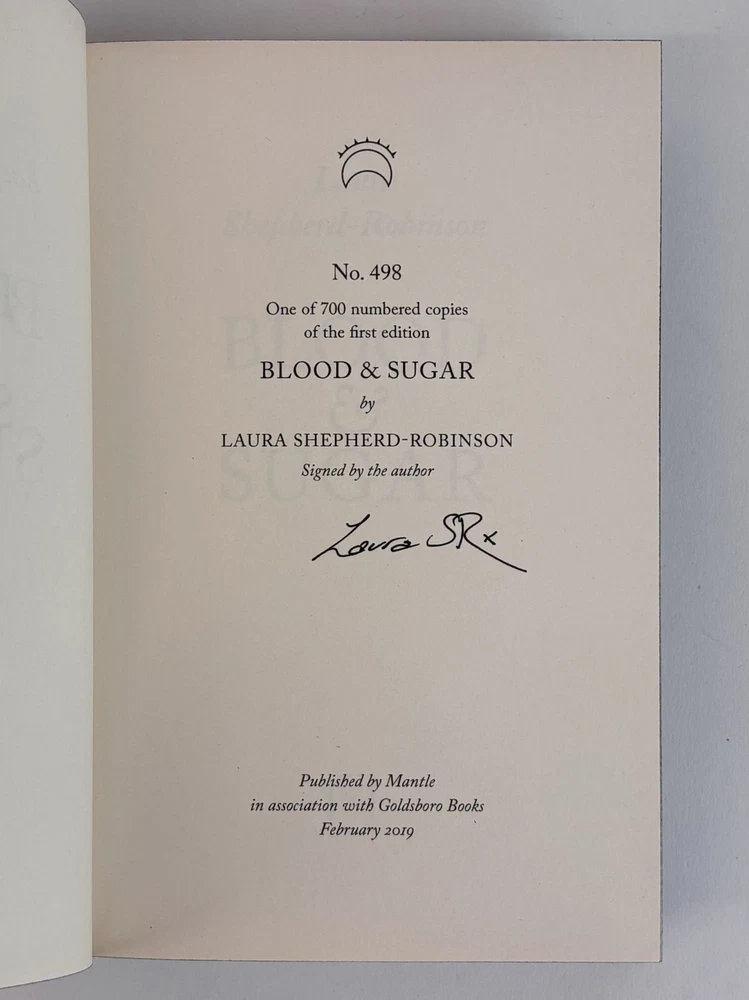 No. 498
One of 700 numbered copies
of the first edition
BLOOD & SUGAR
by
LAURA SHEPHERD-ROBINSON
Signed by the author
Laura SR x
Published by Mantle
in association with Goldsboro Books
February 2019